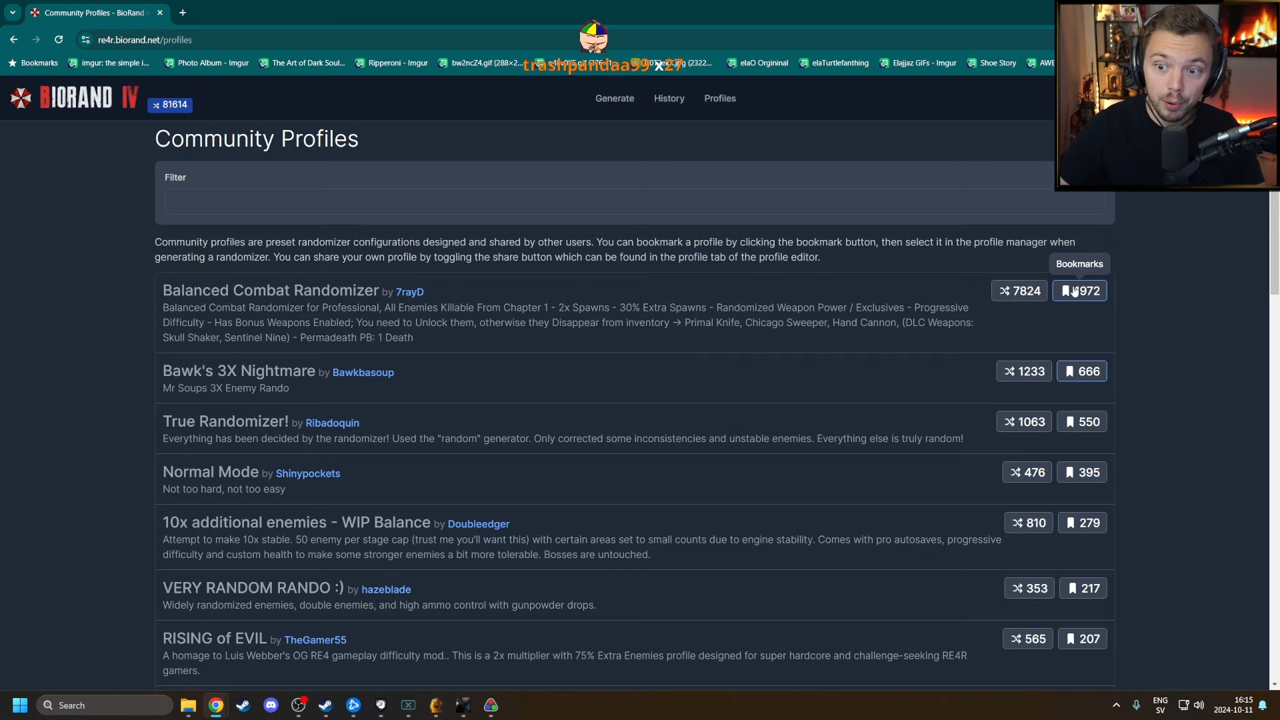 Community Profiles - BioRand
re4r.biorand.net/profiles
Bookmarks
imgur: the simple i...
Photo Album - Imgur
The Art of Dark Soul...
Ripperoni - Imgur
bw2ncZ4.gif (288×2...
elaO Orginiral
elaTurlefanthing
Elajjaz GIFs - Imgur
Shoe Story
trashpandaa99 x27
BIORAND IV
81614
Generate
History
Profiles
Community Profiles
Filter
Community profiles are preset randomizer configurations designed and shared by other users. You can bookmark a profile by clicking the bookmark button, then select it in the profile manager when
generating a randomizer. You can share your own profile by toggling the share button which can be found in the profile tab of the profile editor.
Bookmarks
Balanced Combat Randomizer by 7rayD
7824
Balanced Combat Randomizer for Professional, All Enemies Killable From Chapter 1 - 2x Spawns - 30% Extra Spawns - Randomized Weapon Power / Exclusives - Progressive
Difficulty - Has Bonus Weapons Enabled; You need to Unlock them, otherwise they Disappear from inventory → Primal Knife, Chicago Sweeper, Hand Cannon, (DLC Weapons:
Skull Shaker, Sentinel Nine) - Permadeath PB: 1 Death
Bawk's 3X Nightmare by Bawkbasoup
1233 666
Mr Soups 3X Enemy Rando
True Randomizer! by Ribadoquin
1063 550
Everything has been decided by the randomizer! Used the "random" generator. Only corrected some inconsistencies and unstable enemies. Everything else is truly random!
Normal Mode by Shinypockets
476 395
Not too hard, not too easy
10x additional enemies - WIP Balance by Doubleedger
810 279
Attempt to make 10x stable. 50 enemy per stage cap (trust me you'll want this) with certain areas set to small counts due to engine stability. Comes with pro autosaves, progressive
difficulty and custom health to make some stronger enemies a bit more tolerable. Bosses are untouched.
VERY RANDOM RANDO :) by hazeblade
353 217
Widely randomized enemies, double enemies, and high ammo control with gunpowder drops.
RISING of EVIL by TheGamer55
565 207
A homage to Luis Webber's OG RE4 gameplay difficulty mod.. This is a 2x multiplier with 75% Extra Enemies profile designed for super hardcore and challenge-seeking RE4R
gamers.
Search
ENG
SV
16:15
2024-10-11